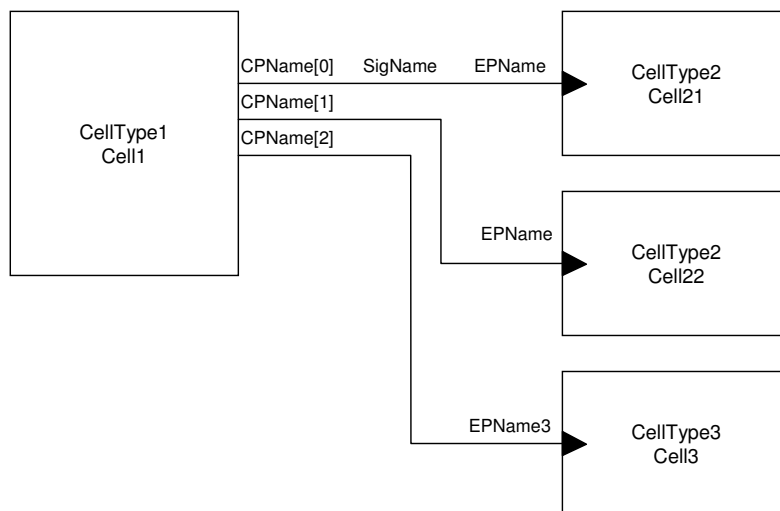 CPName[0] SigName EPName
CPName[1]
CPName[2]
CellType1
Cell1
CellType2
Cell21
EPName
CellType2
Cell22
EPName3
CellType3
Cell3